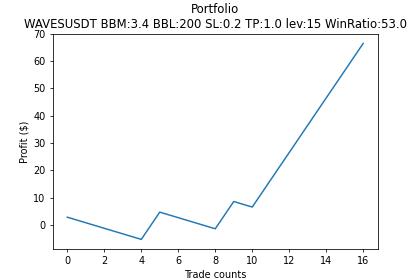 Portfolio
WAVESUSDT BBM:3.4 BBL:200 SL:0.2 TP:1.0 lev:15 WinRatio:53.0
70
60
50
40
30
20
10
0
Profit ($)
0 2 4 6 8 10 12 14 16
Trade counts